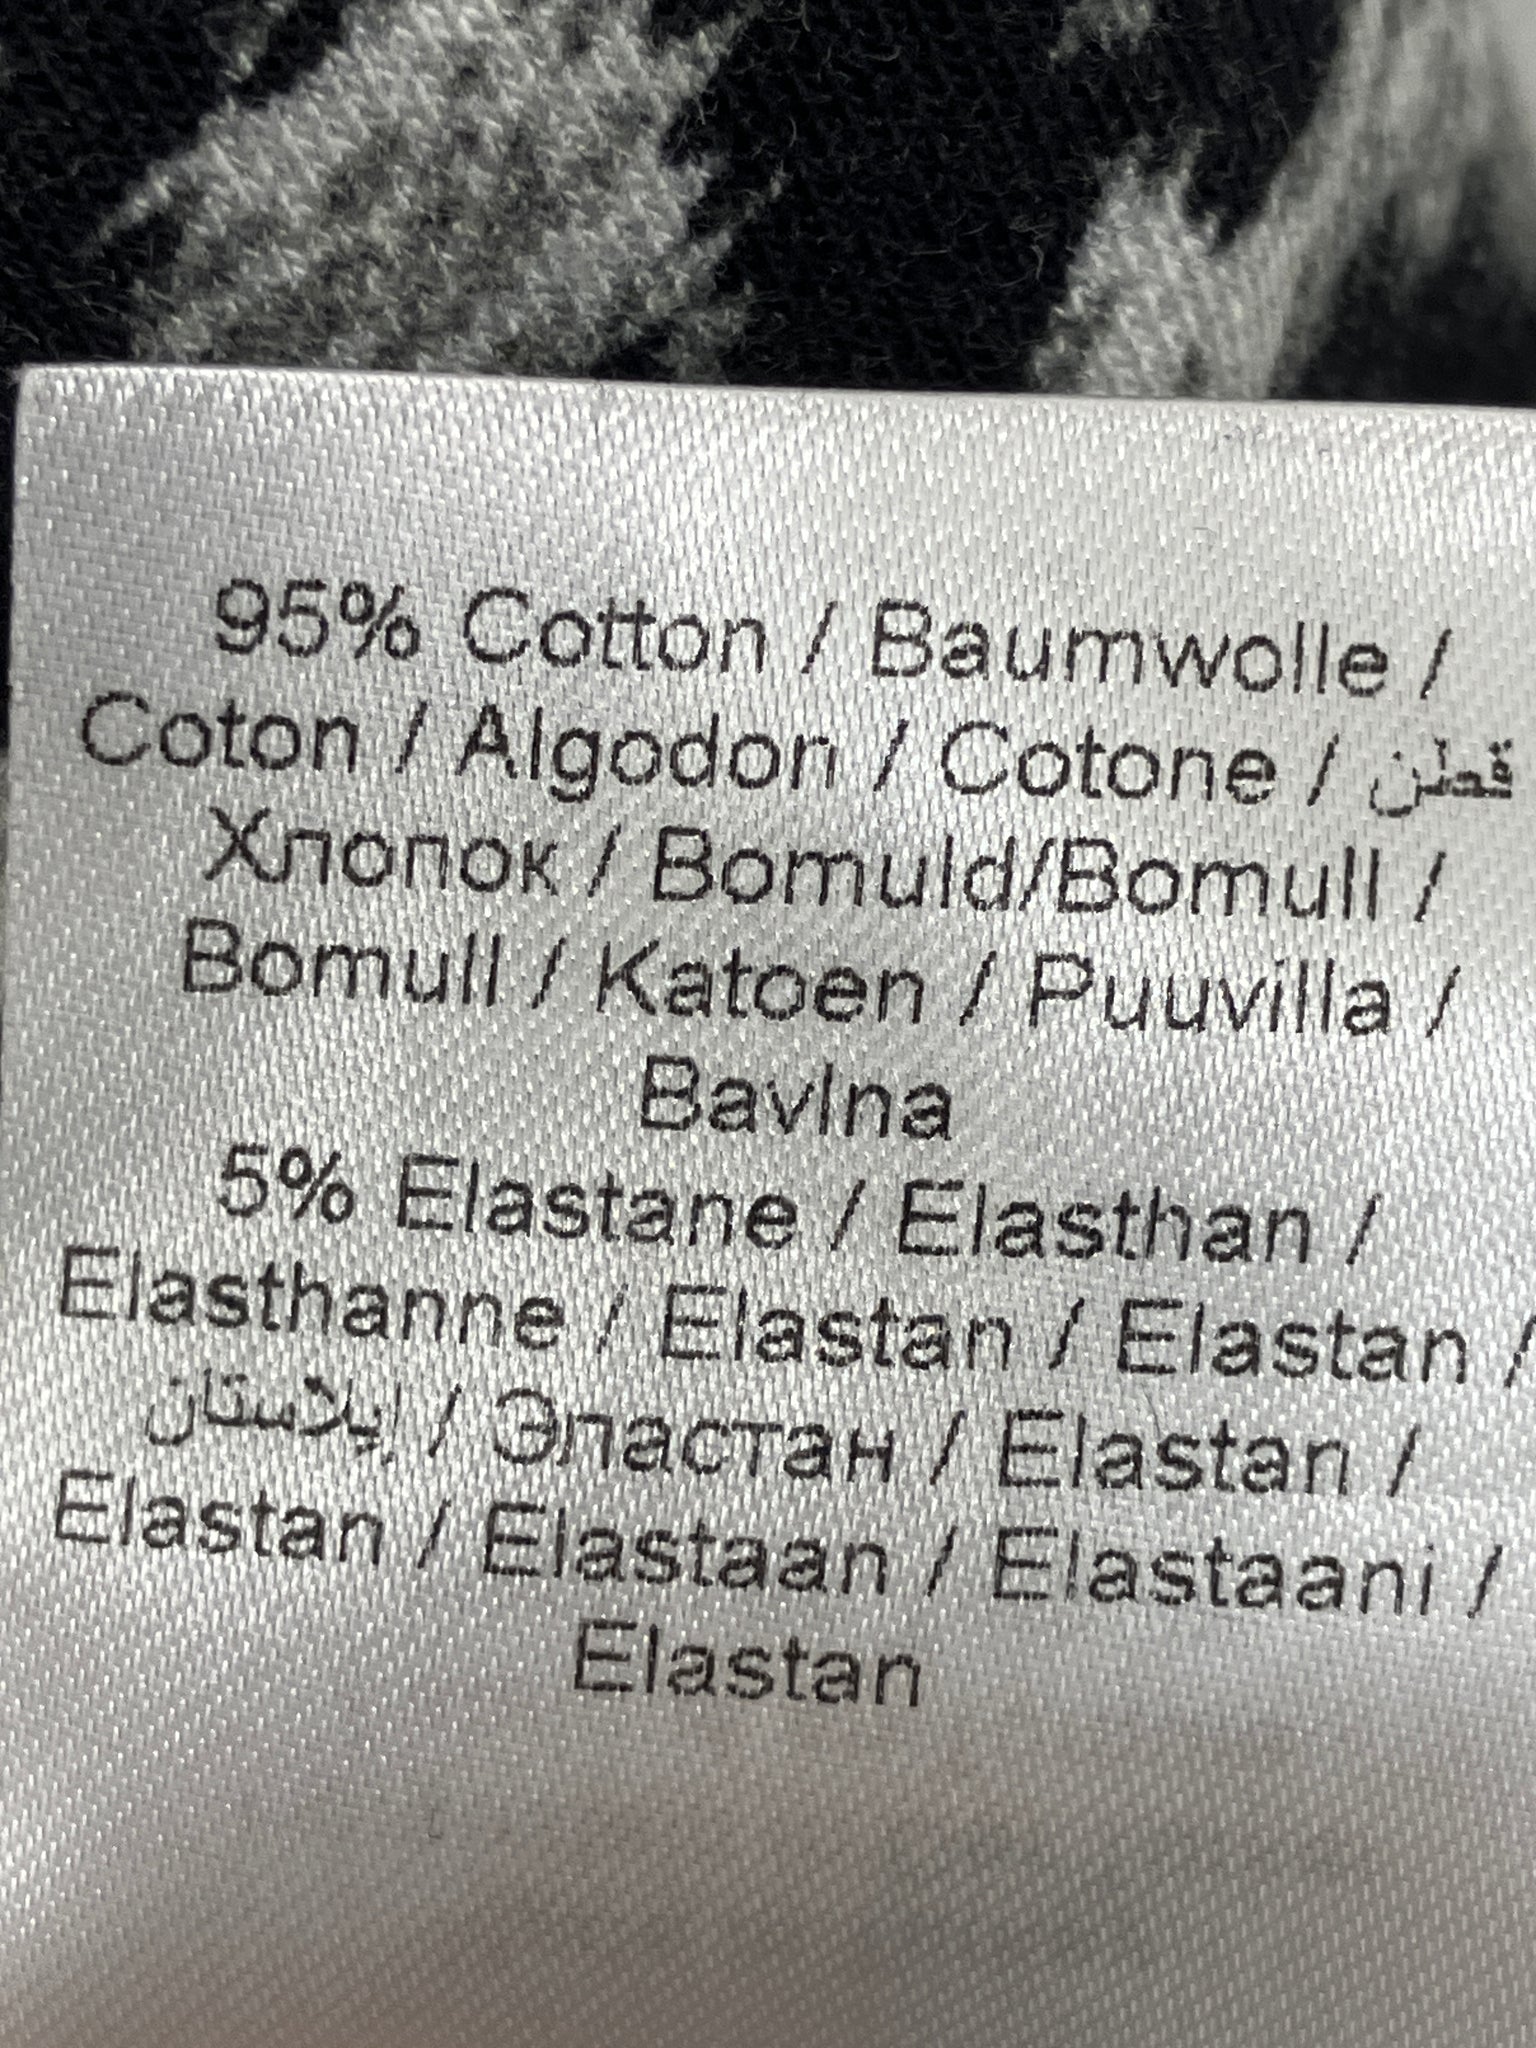 95% Cotton / Baumwolle /
Coton / Algodon / Cotone / قطن
Хлопок / Bomuld/Bomull /
Bomull / Katoen / Puuvilla /
Bavlna
5% Elastane / Elasthan /
Elasthanne / Elastan / Elastan /
إيلاستان / Эластан / Elastan /
Elastan / Elastaan / Elastaani /
Elastan